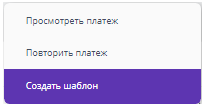 Просмотреть платеж
Повторить платеж
Создать шаблон